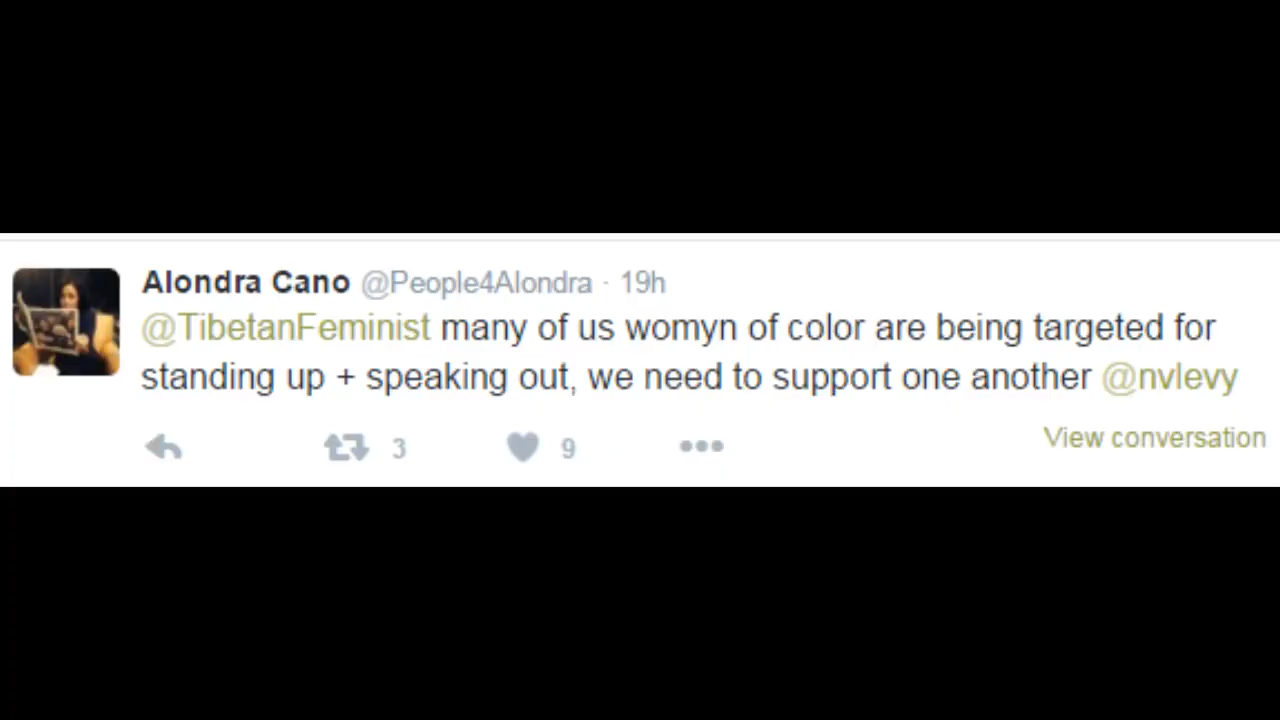 Alondra Cano @People4Alondra · 19h
@TibetanFeminist many of us womyn of color are being targeted for
standing up + speaking out, we need to support one another @nvlevy
3 9
View conversation